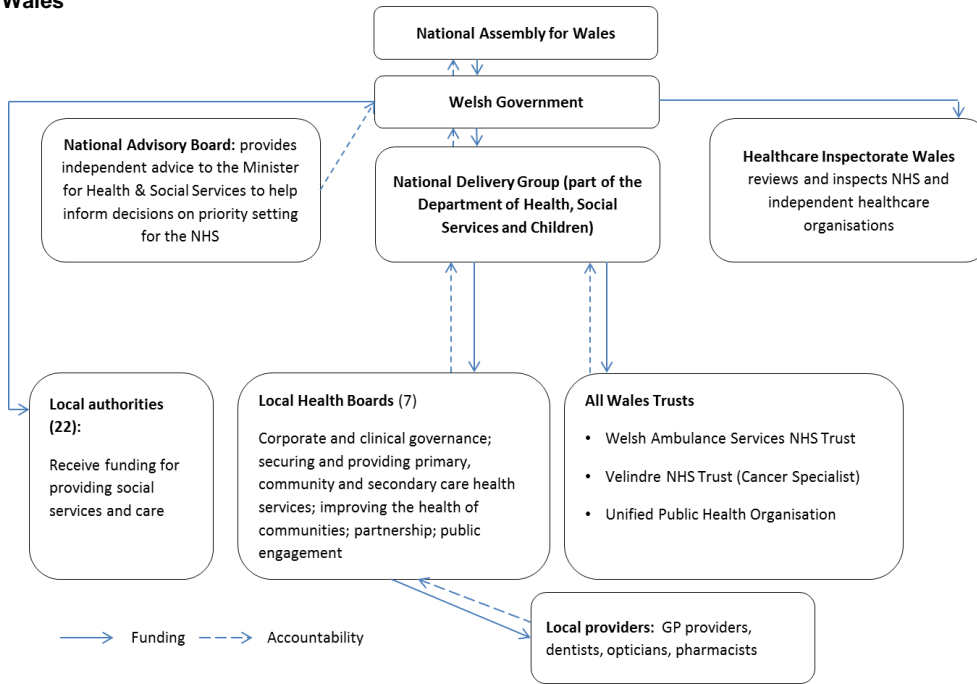 Wales
National Assembly for Wales
Welsh Government
National Advisory Board: provides
independent advice to the Minister
for Health & Social Services to help
inform decisions on priority setting
for the NHS
National Delivery Group (part of the
Department of Health, Social
Services and Children)
Healthcare Inspectorate Wales
reviews and inspects NHS and
independent healthcare
organisations
Local authorities
(22):
Receive funding for
providing social
services and care
Local Health Boards (7)
Corporate and clinical governance;
securing and providing primary,
community and secondary care health
services; improving the health of
communities; partnership; public
engagement
All Wales Trusts
• Welsh Ambulance Services NHS Trust
• Velindre NHS Trust (Cancer Specialist)
• Unified Public Health Organisation
Local providers: GP providers,
dentists, opticians, pharmacists
Funding Accountability